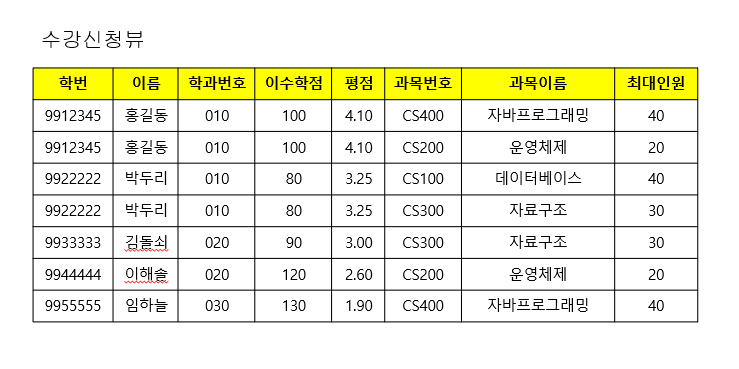 수강신청뷰
학번 이름 학과번호 이수학점 평점 과목번호 과목이름 최대인원
9912345 홍길동 010 100 4.10 CS400 자바프로그래밍 40
9912345 홍길동 010 100 4.10 CS200 운영체제 20
9922222 박두리 010 80 3.25 CS100 데이터베이스 40
9922222 박두리 010 80 3.25 CS300 자료구조 30
9933333 김돌쇠 020 90 3.00 CS300 자료구조 30
9944444 이해솔 020 120 2.60 CS200 운영체제 20
9955555 임하늘 030 130 1.90 CS400 자바프로그래밍 40